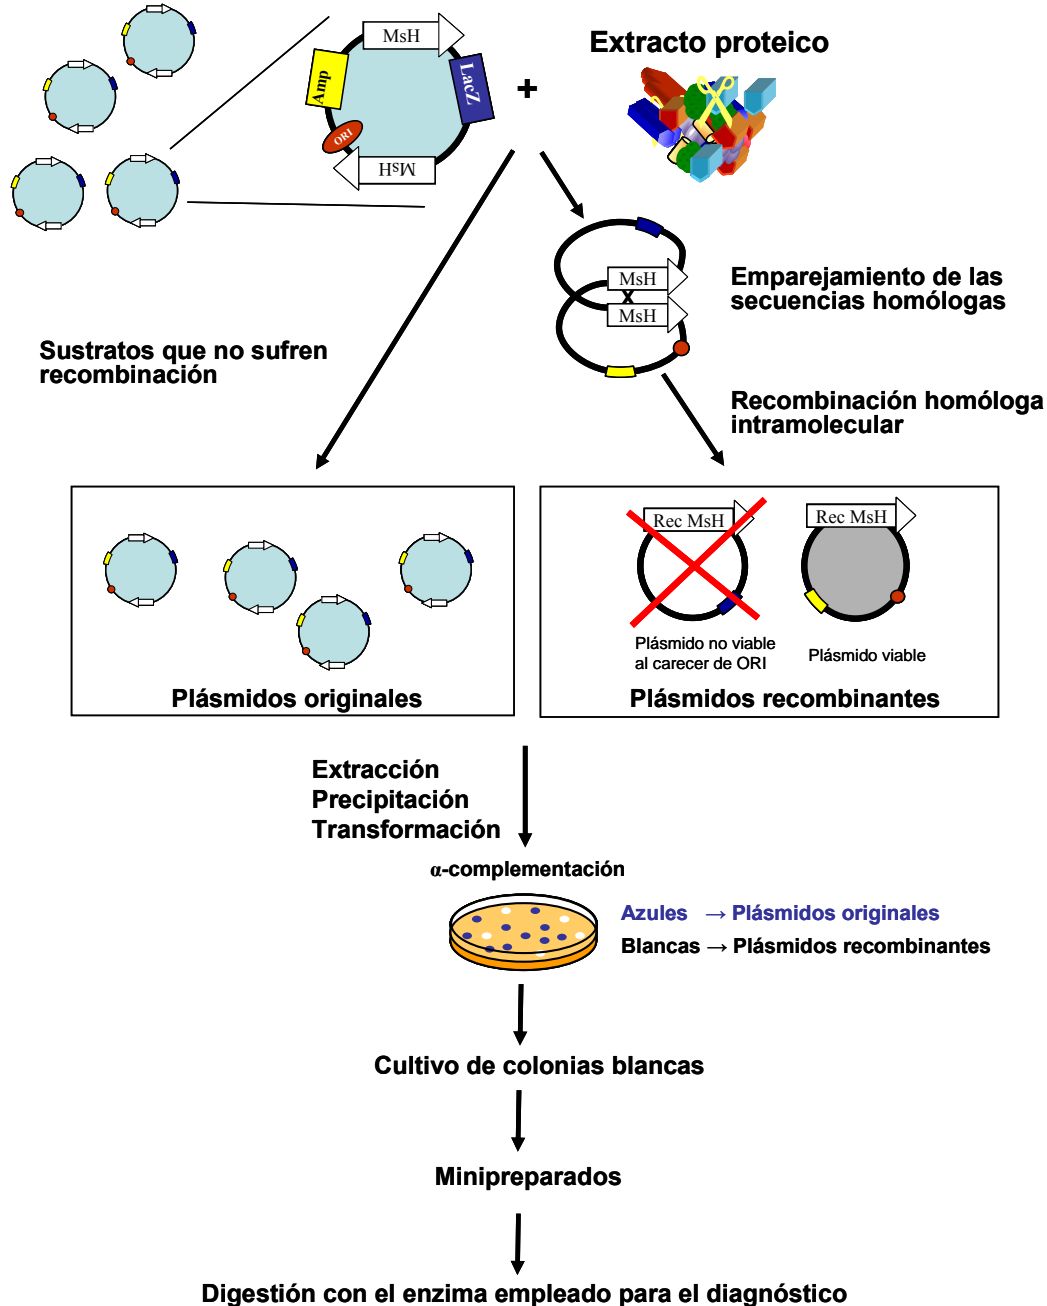 MsH
Amp
LacZ
ORI
MsH
+
Extracto proteico
MsH
x
MsH
Emparejamiento de las
secuencias homólogas
Sustratos que no sufren
recombinación
Recombinación homóloga
intramolecular
Rec MsH
Rec MsH
Plásmido no viable
al carecer de ORI
Plásmido viable
Plásmidos originales
Plásmidos recombinantes
Extracción
Precipitación
Transformación
α-complementación
Azules → Plásmidos originales
Blancas → Plásmidos recombinantes
Cultivo de colonias blancas
Minipreparados
Digestión con el enzima empleado para el diagnóstico